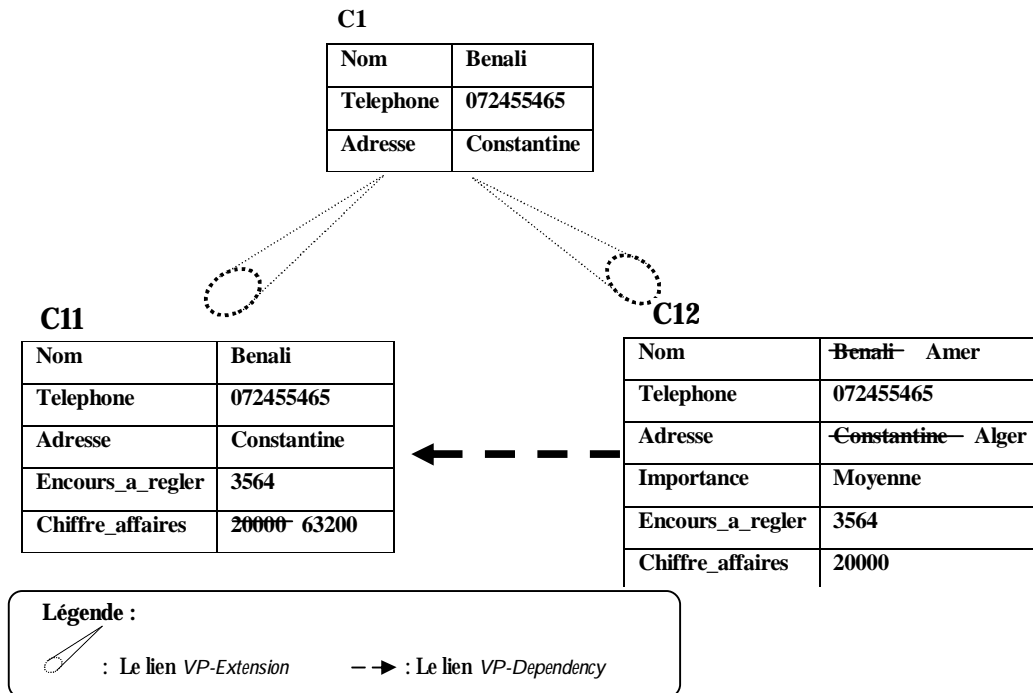 C1
Nom Benali
Telephone 072455465
Adresse Constantine
C11
Nom Benali
Telephone 072455465
Adresse Constantine
Encours_a_regler 3564
Chiffre_affaires 20000 63200
C12
Nom Benali Amer
Telephone 072455465
Adresse Constantine Alger
Importance Moyenne
Encours_a_regler 3564
Chiffre_affaires 20000
Légende :
: Le lien VP-Extension : Le lien VP-Dependency